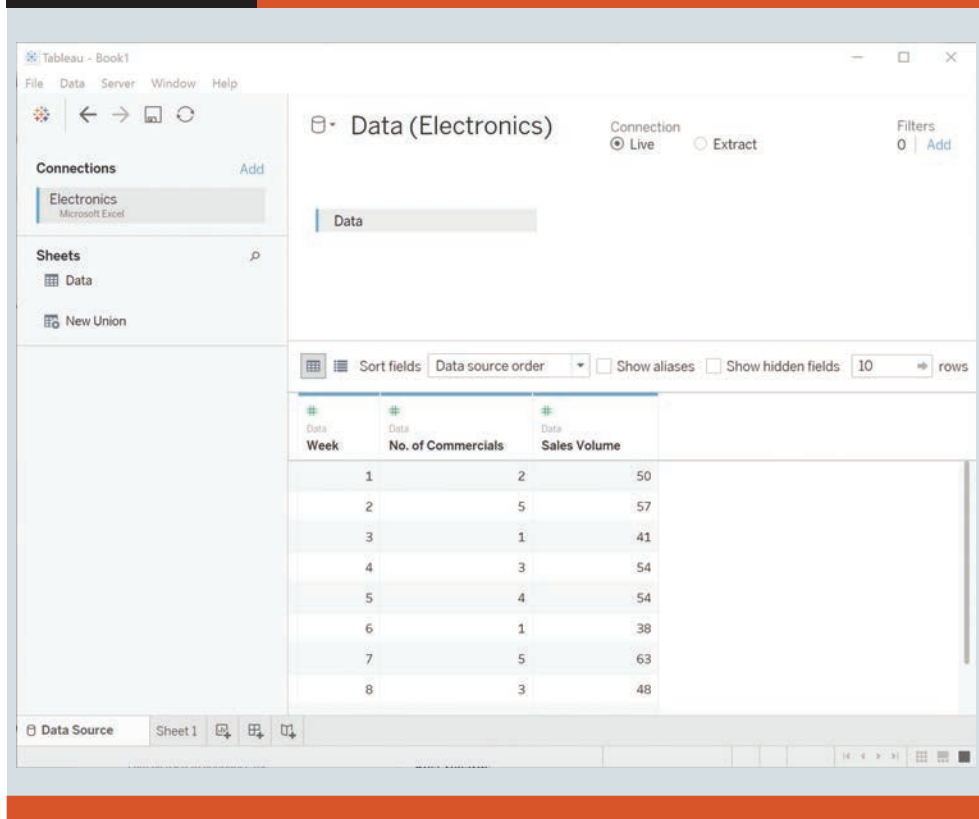 Tableau - Book1
File Data Server Window Help
Connections Add
Electronics
Microsoft Excel
Sheets
Data
New Union
Data (Electronics)
Connection
Live Extract
Filters
0 Add
Data
Sort fields Data source order Show aliases Show hidden fields 10 rows
Data Data Data
Week No. of Commercials Sales Volume
1 2 50
2 5 57
3 1 41
4 3 54
5 4 54
6 1 38
7 5 63
8 3 48
Data Source Sheet 1